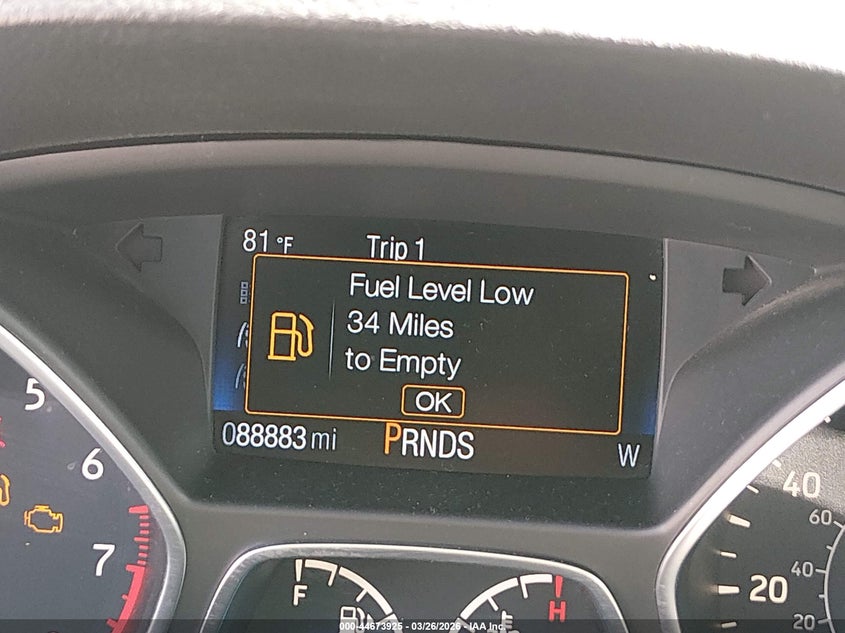 81 °F Trip 1
Fuel Level Low
34 Miles
to Empty
OK
088883 mi PRNDS W
5
6
7
F
H
40
60
20
40
20
000-44673925 - 03/26/2026 - IAA Inc.